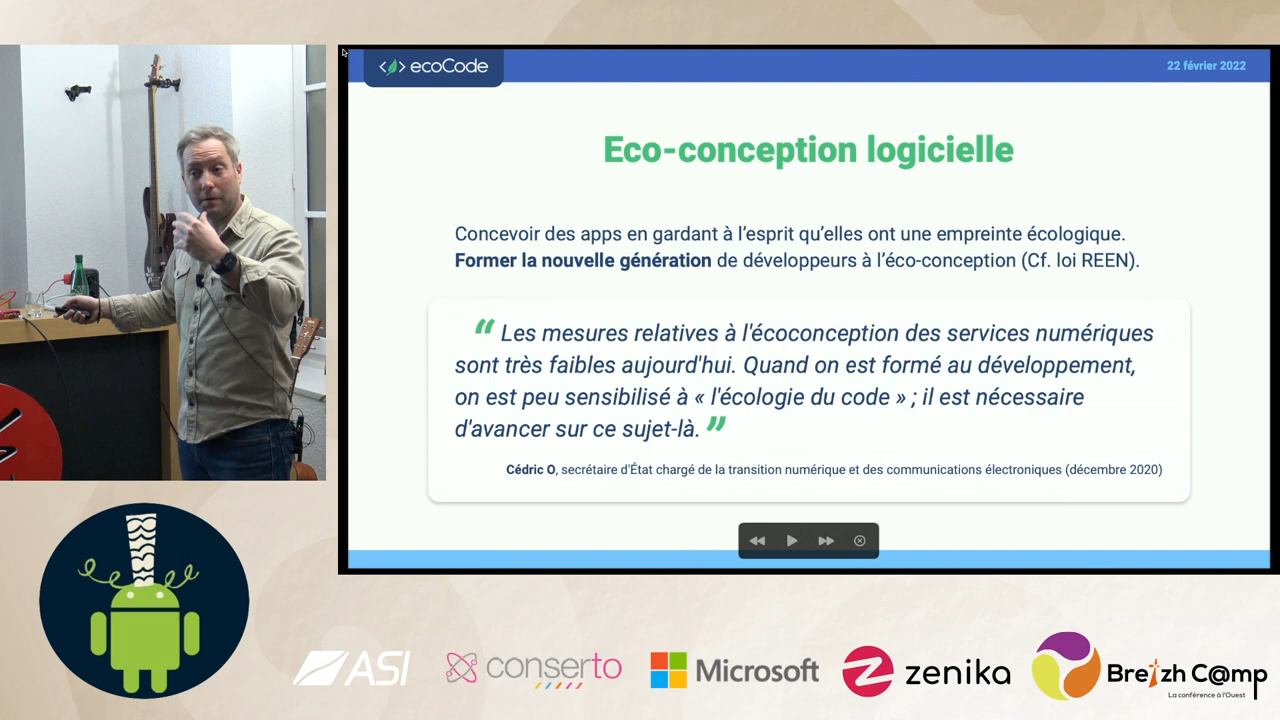 ecoCode
22 février 2022
Eco-conception logicielle
Concevoir des apps en gardant à l’esprit qu’elles ont une empreinte écologique.
Former la nouvelle génération de développeurs à l’éco-conception (Cf. loi REEN).
“ Les mesures relatives à l'écoconception des services numériques
sont très faibles aujourd'hui. Quand on est formé au développement,
on est peu sensibilisé à « l'écologie du code » ; il est nécessaire
d'avancer sur ce sujet-là. ”
Cédric O, secrétaire d'État chargé de la transition numérique et des communications électroniques (décembre 2020)
ASI
conserto
Microsoft
zenika
Breizh C@mp
La conférence à l'Ouest